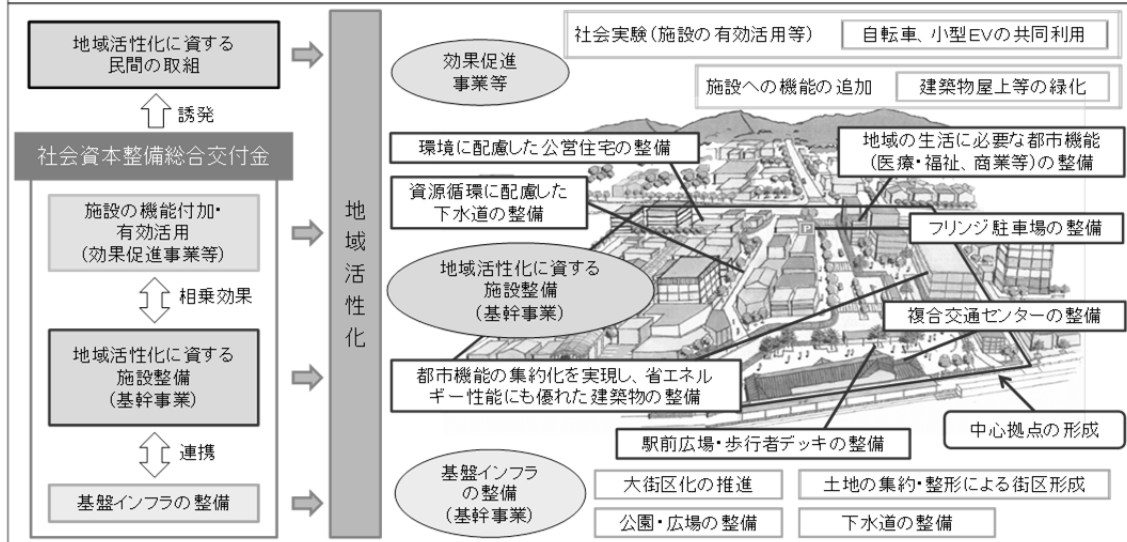 地域活性化に資する
民間の取組
誘発
社会資本整備総合交付金
施設の機能付加・
有効活用
(効果促進事業等)
相乗効果
地域活性化に資する
施設整備
(基幹事業)
連携
基盤インフラの整備
地域活性化
効果促進
事業等
社会実験(施設の有効活用等)
自転車、小型EVの共同利用
施設への機能の追加
建築物屋上等の緑化
環境に配慮した公営住宅の整備
地域の生活に必要な都市機能
(医療・福祉、商業等)の整備
資源循環に配慮した
下水道の整備
P
フリンジ駐車場の整備
地域活性化に資する
施設整備
(基幹事業)
複合交通センターの整備
都市機能の集約化を実現し、省エネル
ギー性能にも優れた建築物の整備
駅前広場・歩行者デッキの整備
中心拠点の形成
基盤インフラ
の整備
(基幹事業)
大街区化の推進
土地の集約・整形による街区形成
公園・広場の整備
下水道の整備